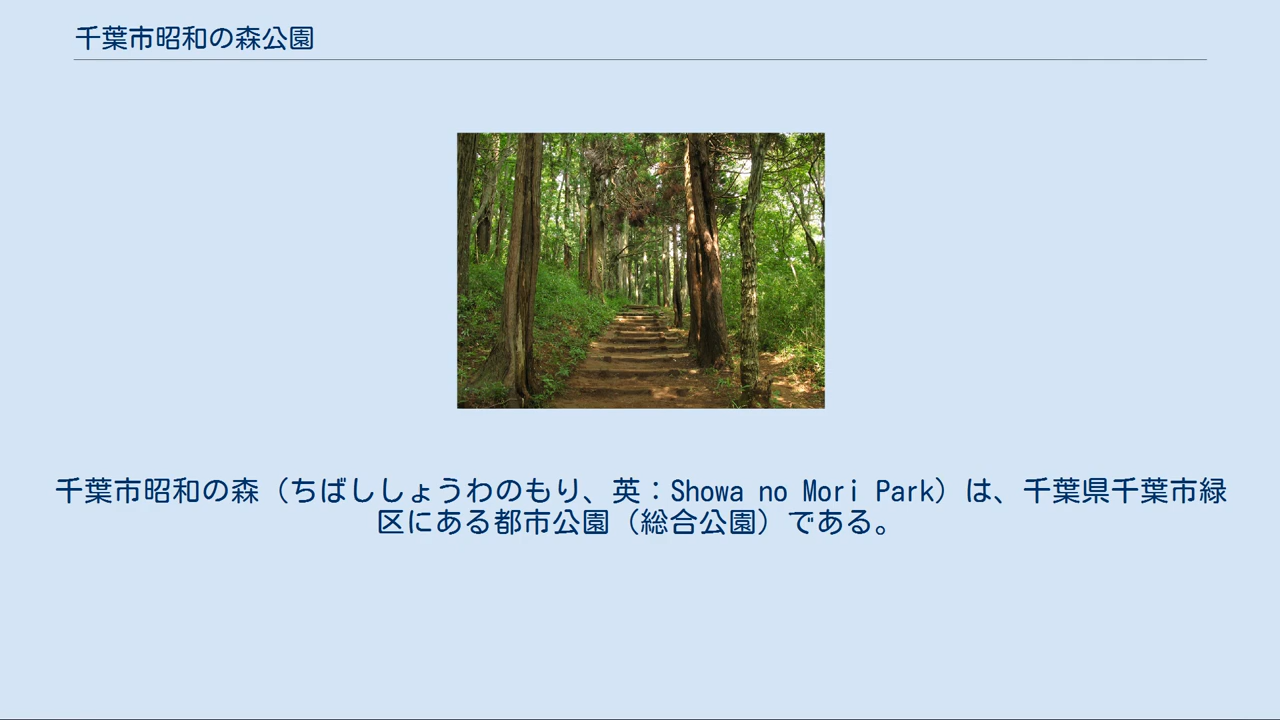 千葉市昭和の森公園
千葉市昭和の森（ちばししょうわのもり、英：Showa no Mori Park）は、千葉県千葉市緑
区にある都市公園（総合公園）である。